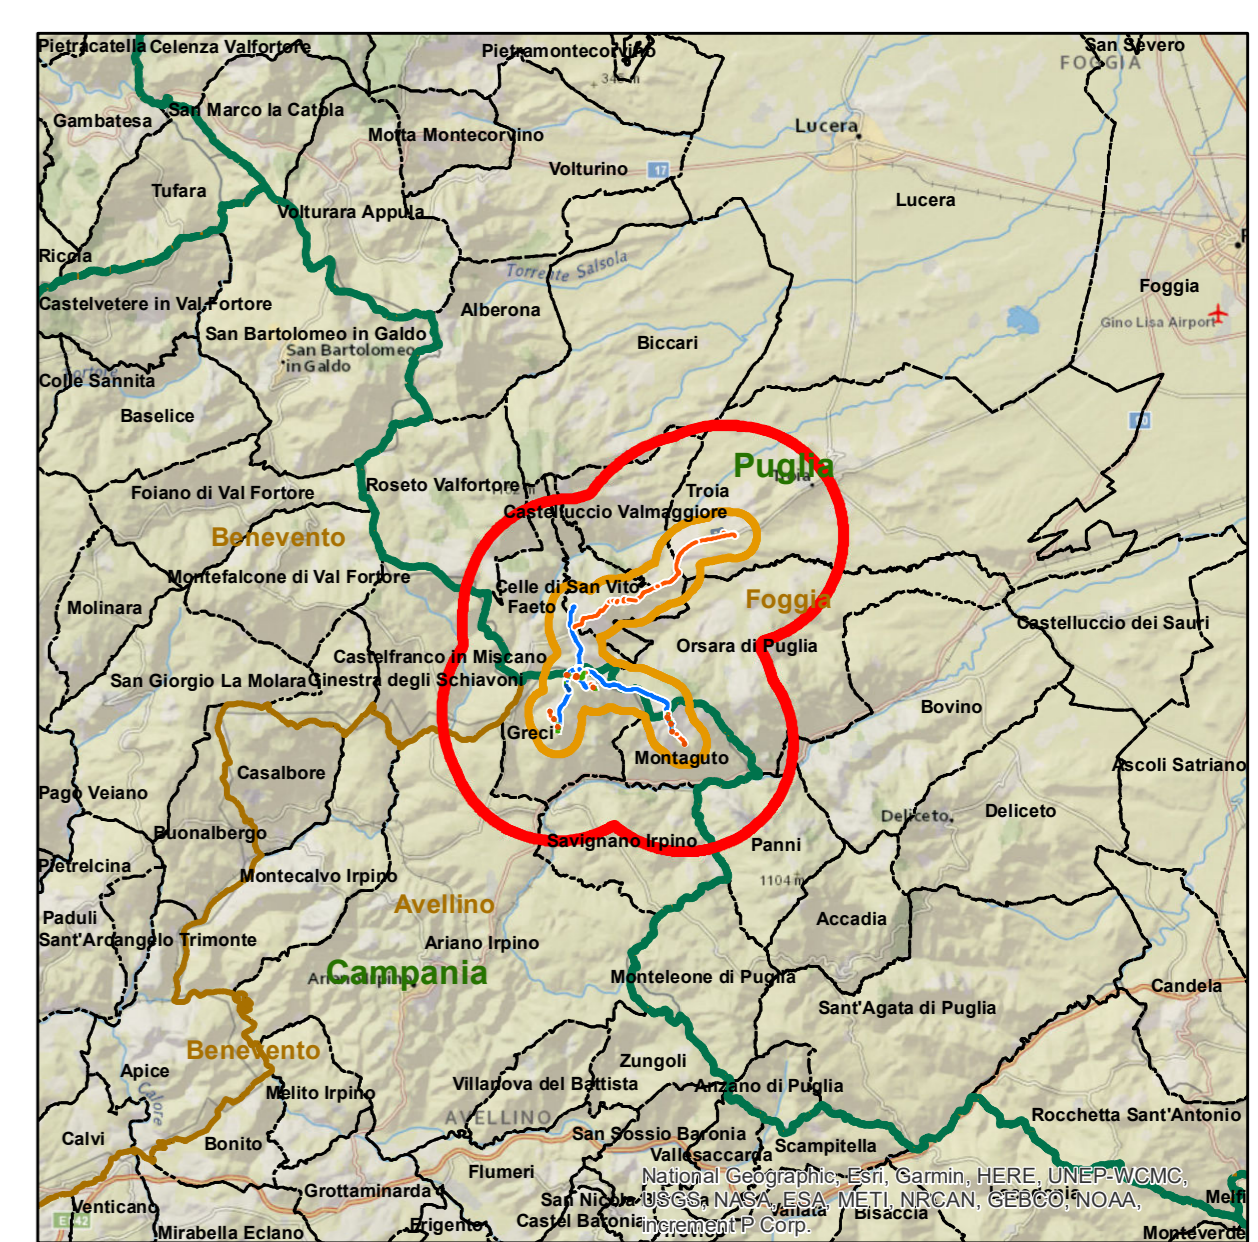 Pietracatella
Celenza Valfortore
Pietramontecorvino
San Severo
FOGGIA
345 m
San Marco la Catola
Gambatesa
Motta Montecorvino
Lucera
Volturino
17
Tufara
Lucera
Volturara Appula
Riccia
Torrente Salsola
Foggia
Castelvetere in Val Fortore
Alberona
Gino Lisa Airport
San Bartolomeo in Galdo
Biccari
San Bartolomeo
in Galdo
Colle Sannita
Baselice
Puglia
Troia
Roseto Valfortore
Troia
Foiano di Val Fortore
Castelluccio Valmaggiore
Benevento
Montefalcone di Val Fortore
Celle di San Vito
Foggia
Molinara
Faeto
Castelluccio dei Sauri
Orsara di Puglia
Castelfranco in Miscano
San Giorgio La Molara
Ginestra degli Schiavoni
Bovino
Greci
Montaguto
Ascoli Satriano
Casalbore
Pago Veiano
Deliceto
Deliceto
Buonalbergo
Savignano Irpino
Panni
Pietrelcina
Montecalvo Irpino
1104 m
Avellino
Paduli
Accadia
Sant'Arcangelo Trimonte
Ariano Irpino
Campania
Monteleone di Puglia
Candela
Sant'Agata di Puglia
Benevento
Zungoli
Apice
Villanova del Battista
Anzano di Puglia
Melito Irpino
Calore
AVELLINO
Rocchetta Sant'Antonio
Calvi
Bonito
San Sossio Baronia
Scampitella
Vallesaccarda
Flumeri
National Geographic, Esri, Garmin, HERE, UNEP-WCMC,
Grottaminarda
USGS, NASA, ESA, METI, NRCAN, GEBCO, NOAA,
Venticano
Castel Baronia
Bisaccia
Melfi
Frigento
increment P Corp.
Mirabella Eclano
Monteverde